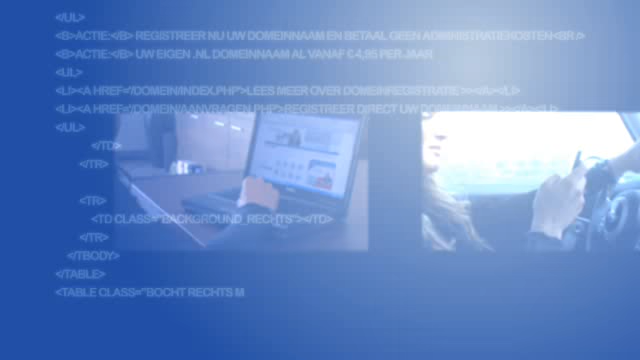 </UL>
<B>ACTIE:</B> REGISTREER NU UW DOMEINNAAM EN BETAAL GEEN ADMINISTRATIEKOSTEN<BR />
<B>ACTIE:</B> UW EIGEN .NL DOMEINNAAM AL VANAF € 4,95 PER JAAR
<UL>
<LI><A HREF="/DOMEIN/INDEX.PHP">LEES MEER OVER DOMEINREGISTRATIE ></A></LI>
<LI><A HREF="/DOMEIN/AANVRAGEN.PHP">REGISTREER DIRECT UW DOMEINNAAM ></A></LI>
</UL>
</TD>
</TR>
<TR>
<TD CLASS="BACKGROUND_RECHTS"></TD>
</TR>
</TBODY>
</TABLE>
<TABLE CLASS="BOCHT RECHTS M